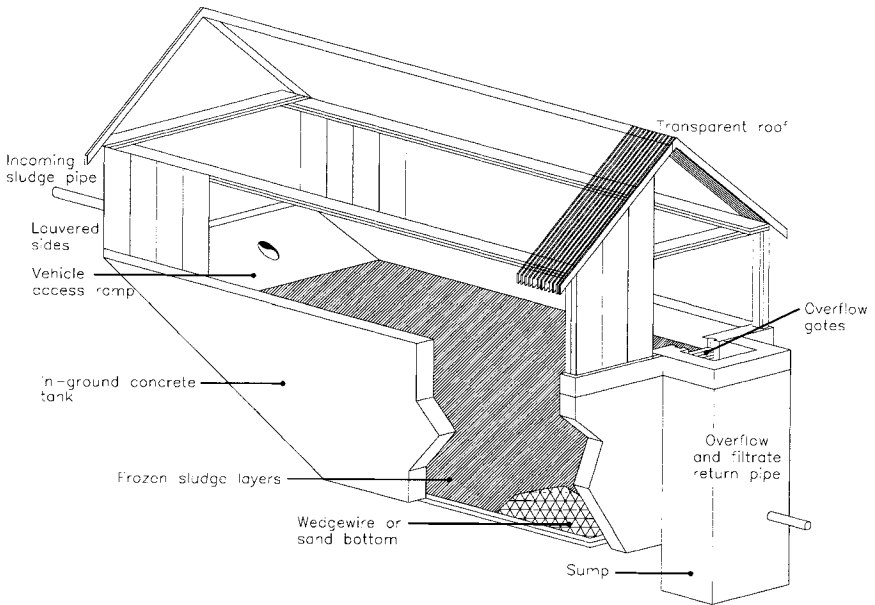 Transparent roof
Incoming
sludge pipe
Louvered
sides
Vehicle
access ramp
Overflow
gates
In-ground concrete
tank
Overflow
and filtrate
return pipe
Frozen sludge layers
Wedgewire or
sand bottom
Sump